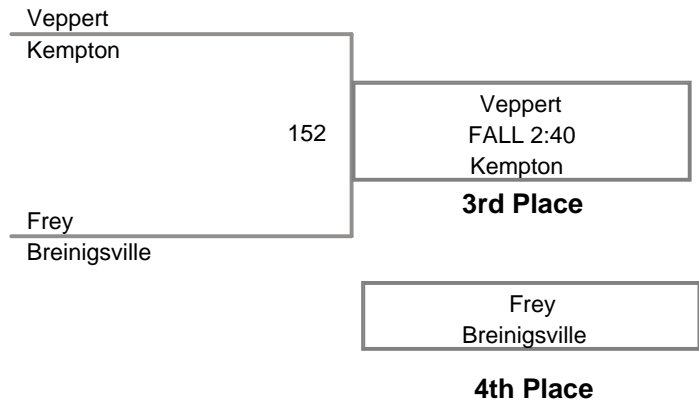 Veppert
Kempton
152
Veppert
FALL 2:40
Kempton
3rd Place
Frey
Breinigsville
Frey
Breinigsville
4th Place